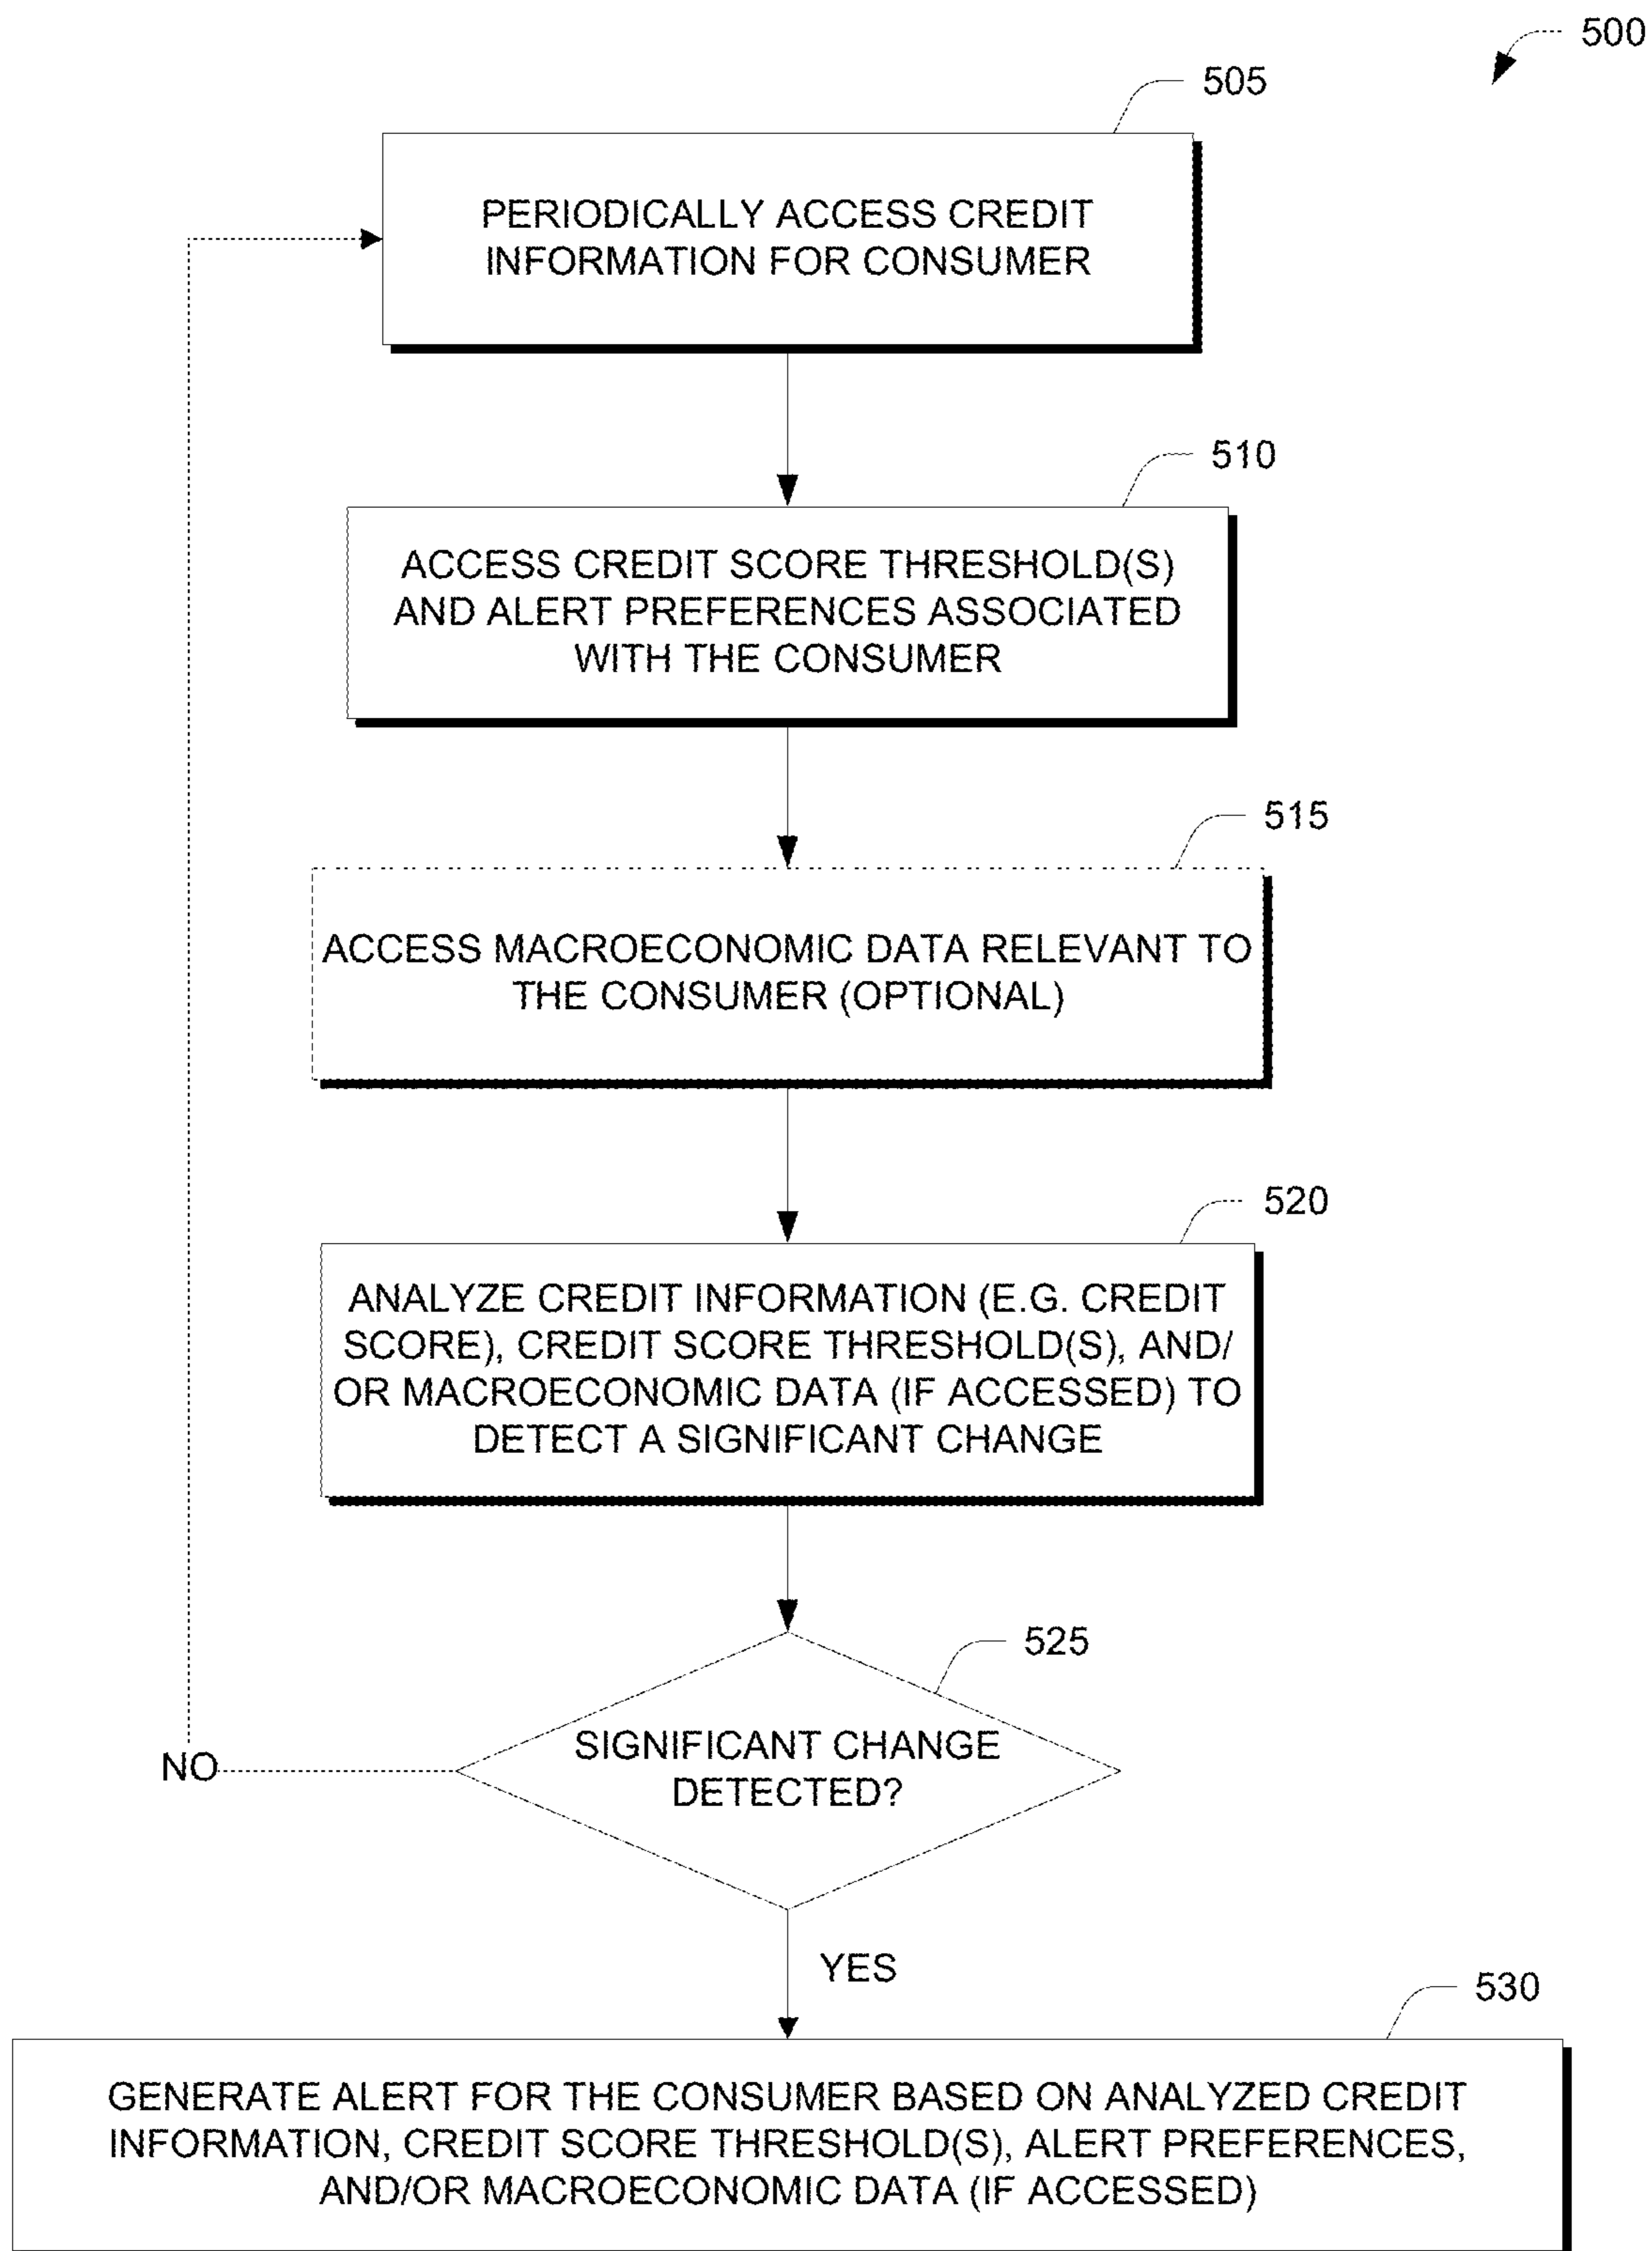 500
505
PERIODICALLY ACCESS CREDIT
INFORMATION FOR CONSUMER
510
ACCESS CREDIT SCORE THRESHOLD(S)
AND ALERT PREFERENCES ASSOCIATED
WITH THE CONSUMER
515
ACCESS MACROECONOMIC DATA RELEVANT TO
THE CONSUMER (OPTIONAL)
520
ANALYZE CREDIT INFORMATION (E.G. CREDIT
SCORE), CREDIT SCORE THRESHOLD(S), AND/
OR MACROECONOMIC DATA (IF ACCESSED) TO
DETECT A SIGNIFICANT CHANGE
525
SIGNIFICANT CHANGE
DETECTED?
NO
YES
530
GENERATE ALERT FOR THE CONSUMER BASED ON ANALYZED CREDIT
INFORMATION, CREDIT SCORE THRESHOLD(S), ALERT PREFERENCES,
AND/OR MACROECONOMIC DATA (IF ACCESSED)